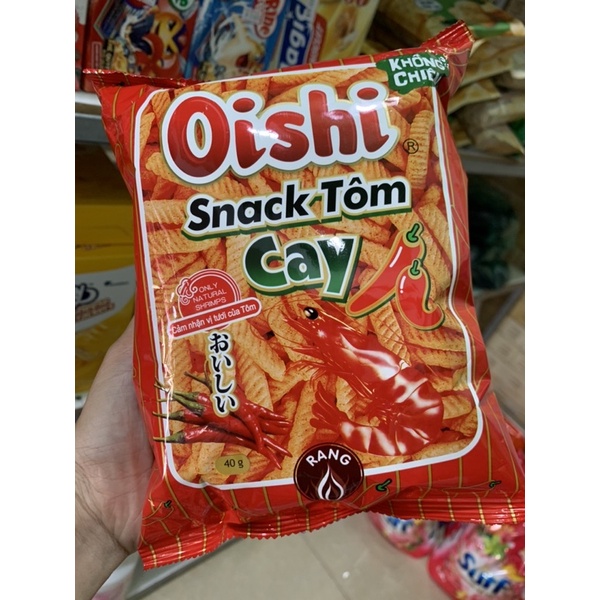 KHÔNG
CHIÊN
Oishi
®
Snack Tôm
Cay
ONLY
NATURAL
SHRIMPS
Cảm nhận vị tươi của Tôm
おいしい
40 g
RANG
Surf